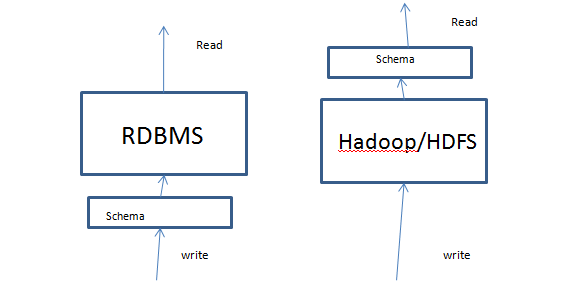 Read
RDBMS
Schema
write
Read
Schema
Hadoop/HDFS
write